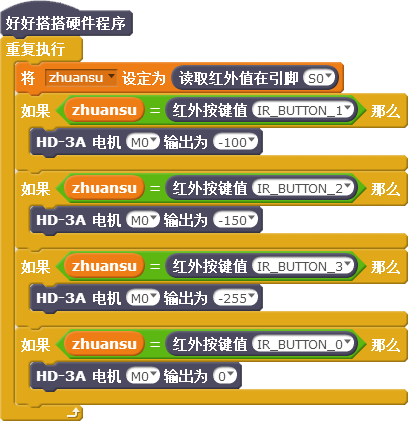 好好搭搭硬件程序
重复执行
将 zhuansu 设定为 读取红外值在引脚 S0
如果 zhuansu = 红外按键值 IR_BUTTON_1 那么
HD-3A 电机 M0 输出为 -100
如果 zhuansu = 红外按键值 IR_BUTTON_2 那么
HD-3A 电机 M0 输出为 -150
如果 zhuansu = 红外按键值 IR_BUTTON_3 那么
HD-3A 电机 M0 输出为 -255
如果 zhuansu = 红外按键值 IR_BUTTON_0 那么
HD-3A 电机 M0 输出为 0